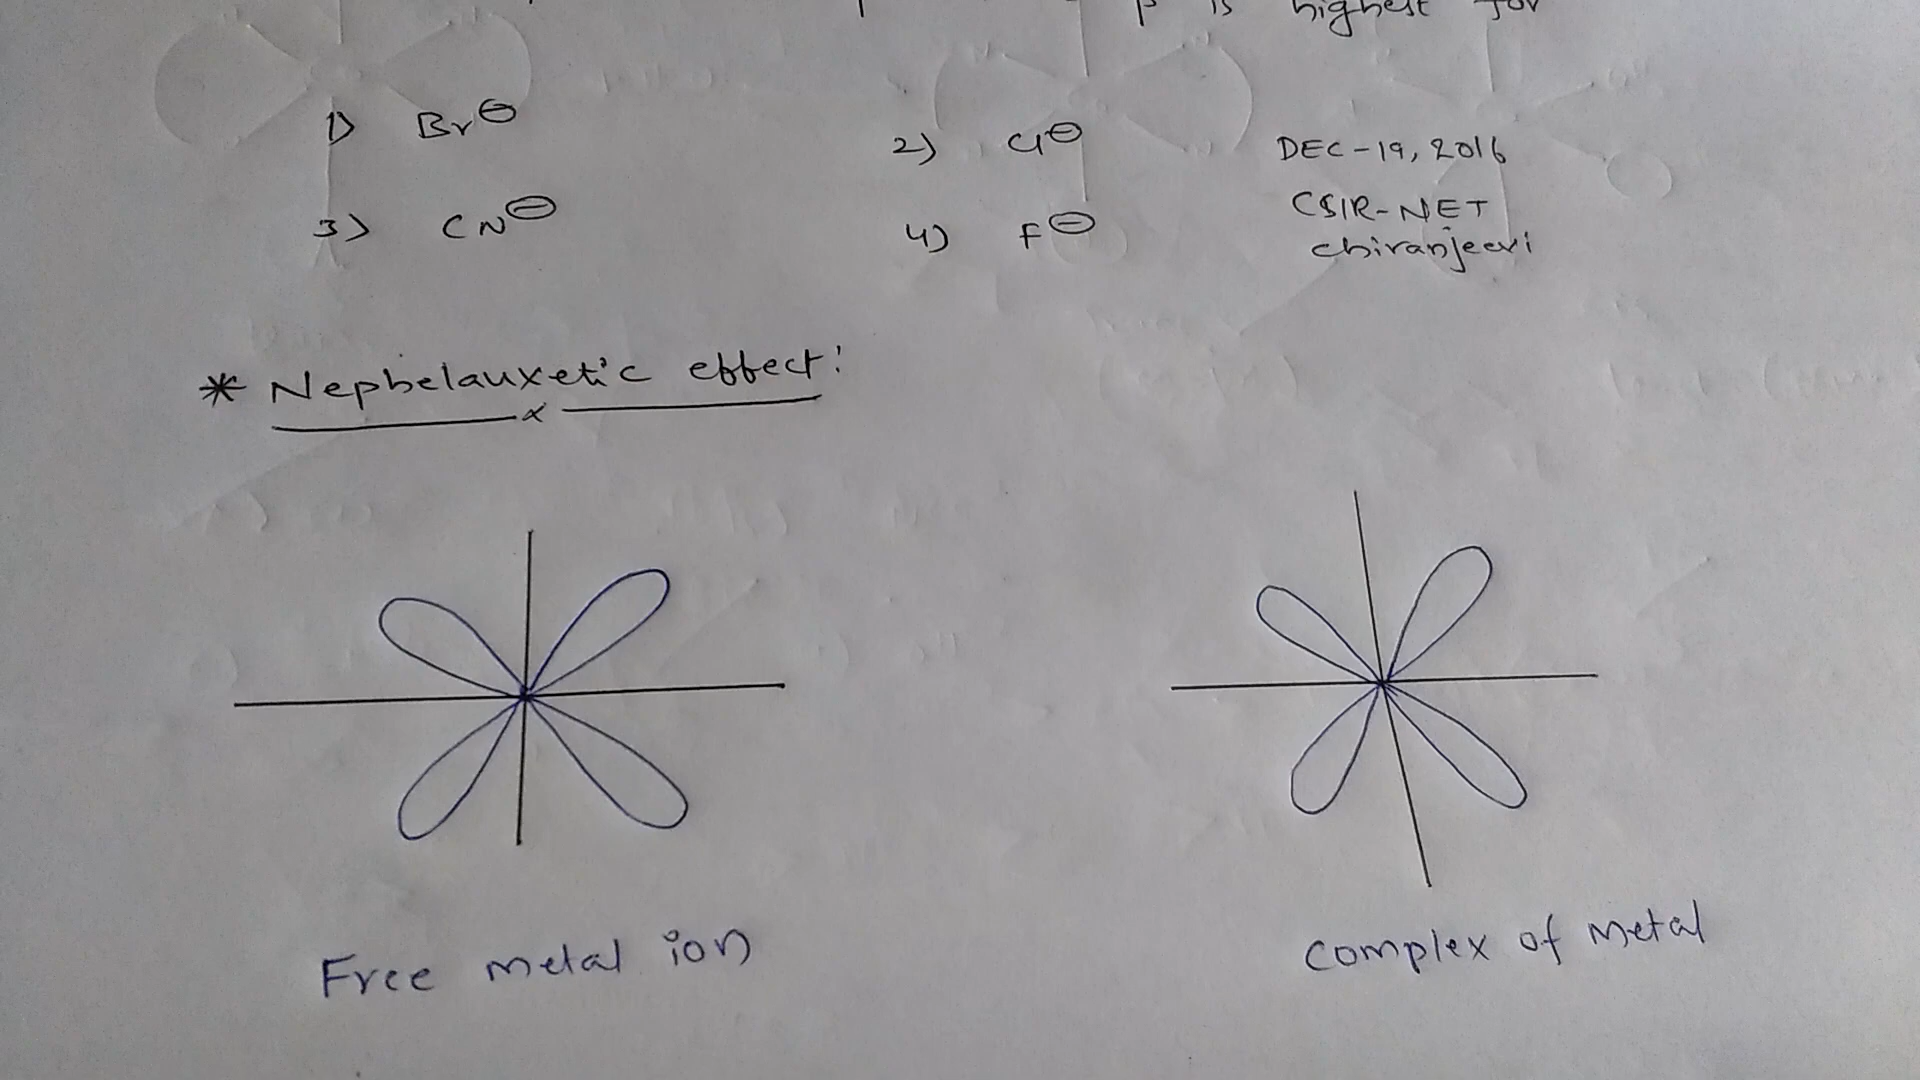 is highest for
1) Br⊖
2) Cl⊖
DEC-19, 2016
3) CN⊖
4) F⊖
CSIR-NET
chiranjeevi
* Nephelauxetic effect:
Free metal ion
complex of metal